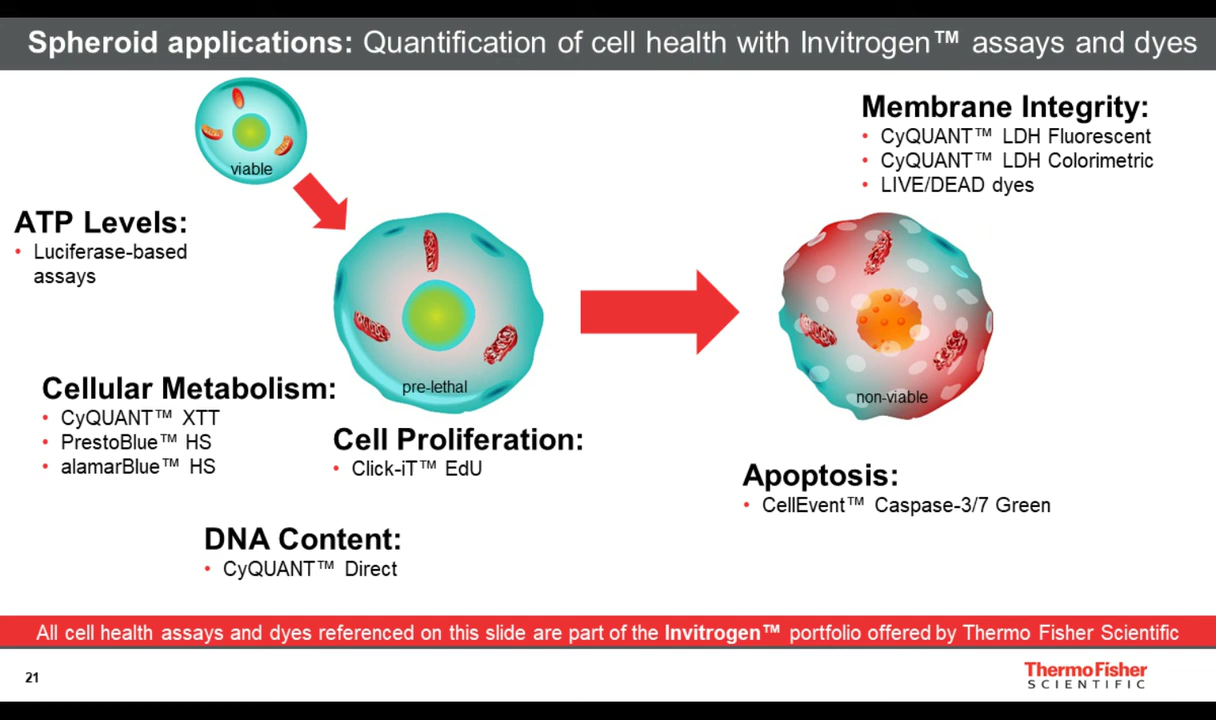 Spheroid applications: Quantification of cell health with Invitrogen™ assays and dyes
viable
Membrane Integrity:
• CyQUANT™ LDH Fluorescent
• CyQUANT™ LDH Colorimetric
• LIVE/DEAD dyes
ATP Levels:
• Luciferase-based
assays
pre-lethal
non-viable
Cellular Metabolism:
• CyQUANT™ XTT
• PrestoBlue™ HS
• alamarBlue™ HS
Cell Proliferation:
• Click-iT™ EdU
Apoptosis:
• CellEvent™ Caspase-3/7 Green
DNA Content:
• CyQUANT™ Direct
All cell health assays and dyes referenced on this slide are part of the Invitrogen™ portfolio offered by Thermo Fisher Scientific
21
ThermoFisher
SCIENTIFIC